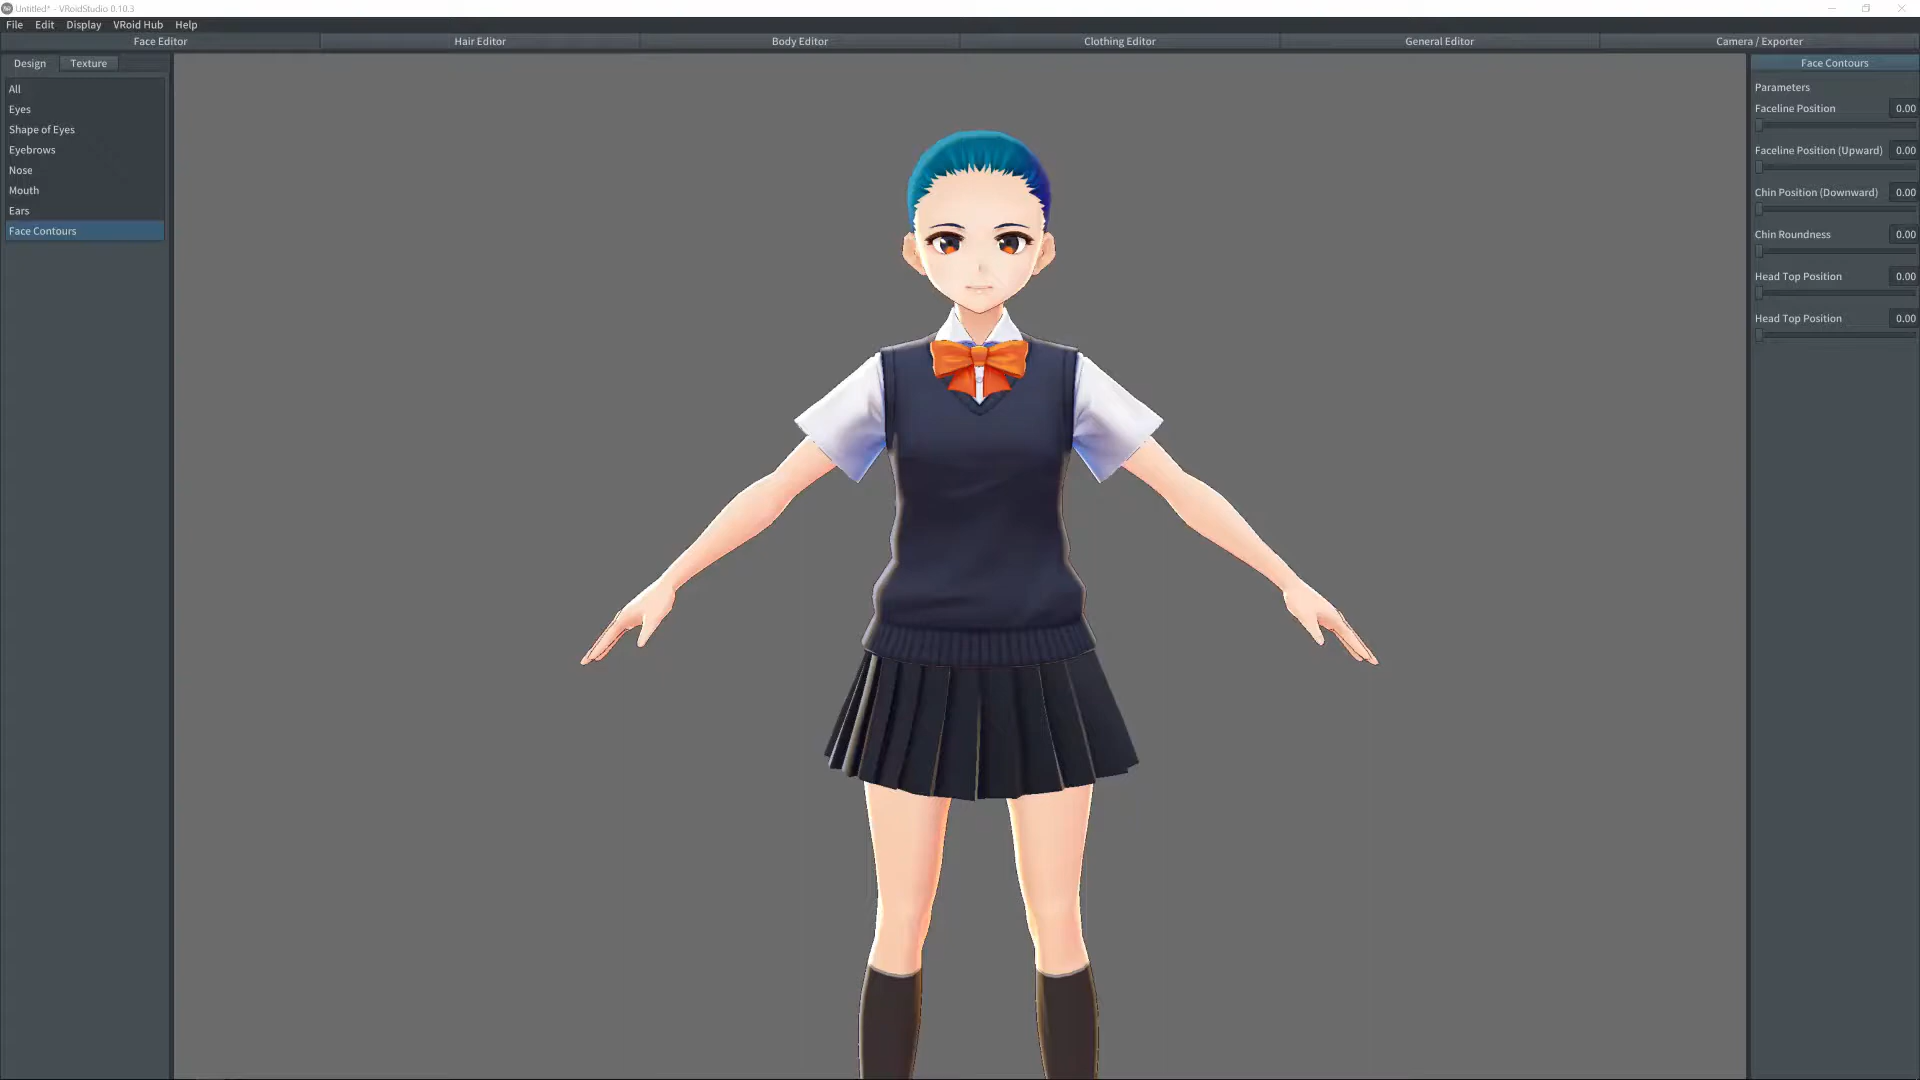 Untitled* - VRoidStudio 0.10.3
File Edit Display VRoid Hub Help
Face Editor Hair Editor Body Editor Clothing Editor General Editor Camera / Exporter
Design Texture
All
Eyes
Shape of Eyes
Eyebrows
Nose
Mouth
Ears
Face Contours
Face Contours
Parameters
Faceline Position 0.00
Faceline Position (Upward) 0.00
Chin Position (Downward) 0.00
Chin Roundness 0.00
Head Top Position 0.00
Head Top Position 0.00